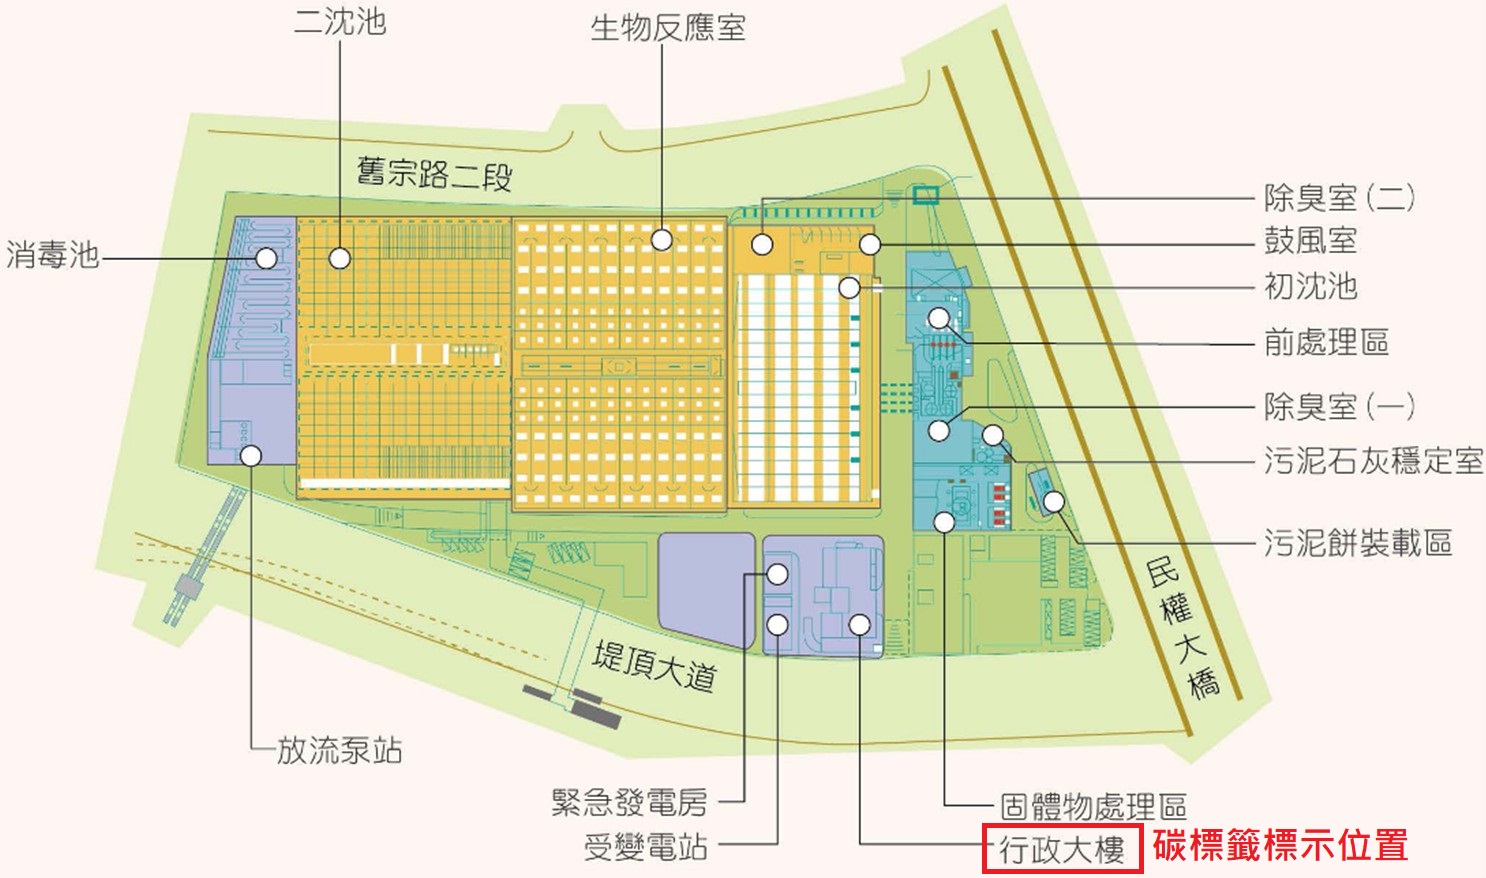 二沈池
生物反應室
舊宗路二段
除臭室(二)
鼓風室
消毒池
初沈池
前處理區
除臭室(一)
污泥石灰穩定室
污泥餅裝載區
民權大橋
堤頂大道
放流泵站
緊急發電房
固體物處理區
受變電站
行政大樓 碳標籤標示位置